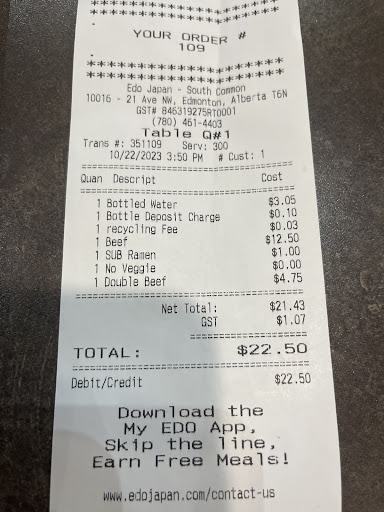 ********************
********************
YOUR ORDER #
109
********************
********************
Edo Japan - South Common
10016 - 21 Ave NW, Edmonton, Alberta T6N
GST# 846319275RT0001
(780) 461-4403
Table Q#1
Trans #: 351109 Serv: 300
10/22/2023 3:50 PM # Cust: 1
Quan Descript Cost
1 Bottled Water $3.05
1 Bottle Deposit Charge $0.10
1 recycling Fee $0.03
1 Beef $12.50
1 SUB Ramen $1.00
1 No Veggie $0.00
1 Double Beef $4.75
Net Total: $21.43
GST $1.07
TOTAL: $22.50
Debit/Credit $22.50
Download the
My EDO App,
Skip the line,
Earn Free Meals!
www.edojapan.com/contact-us